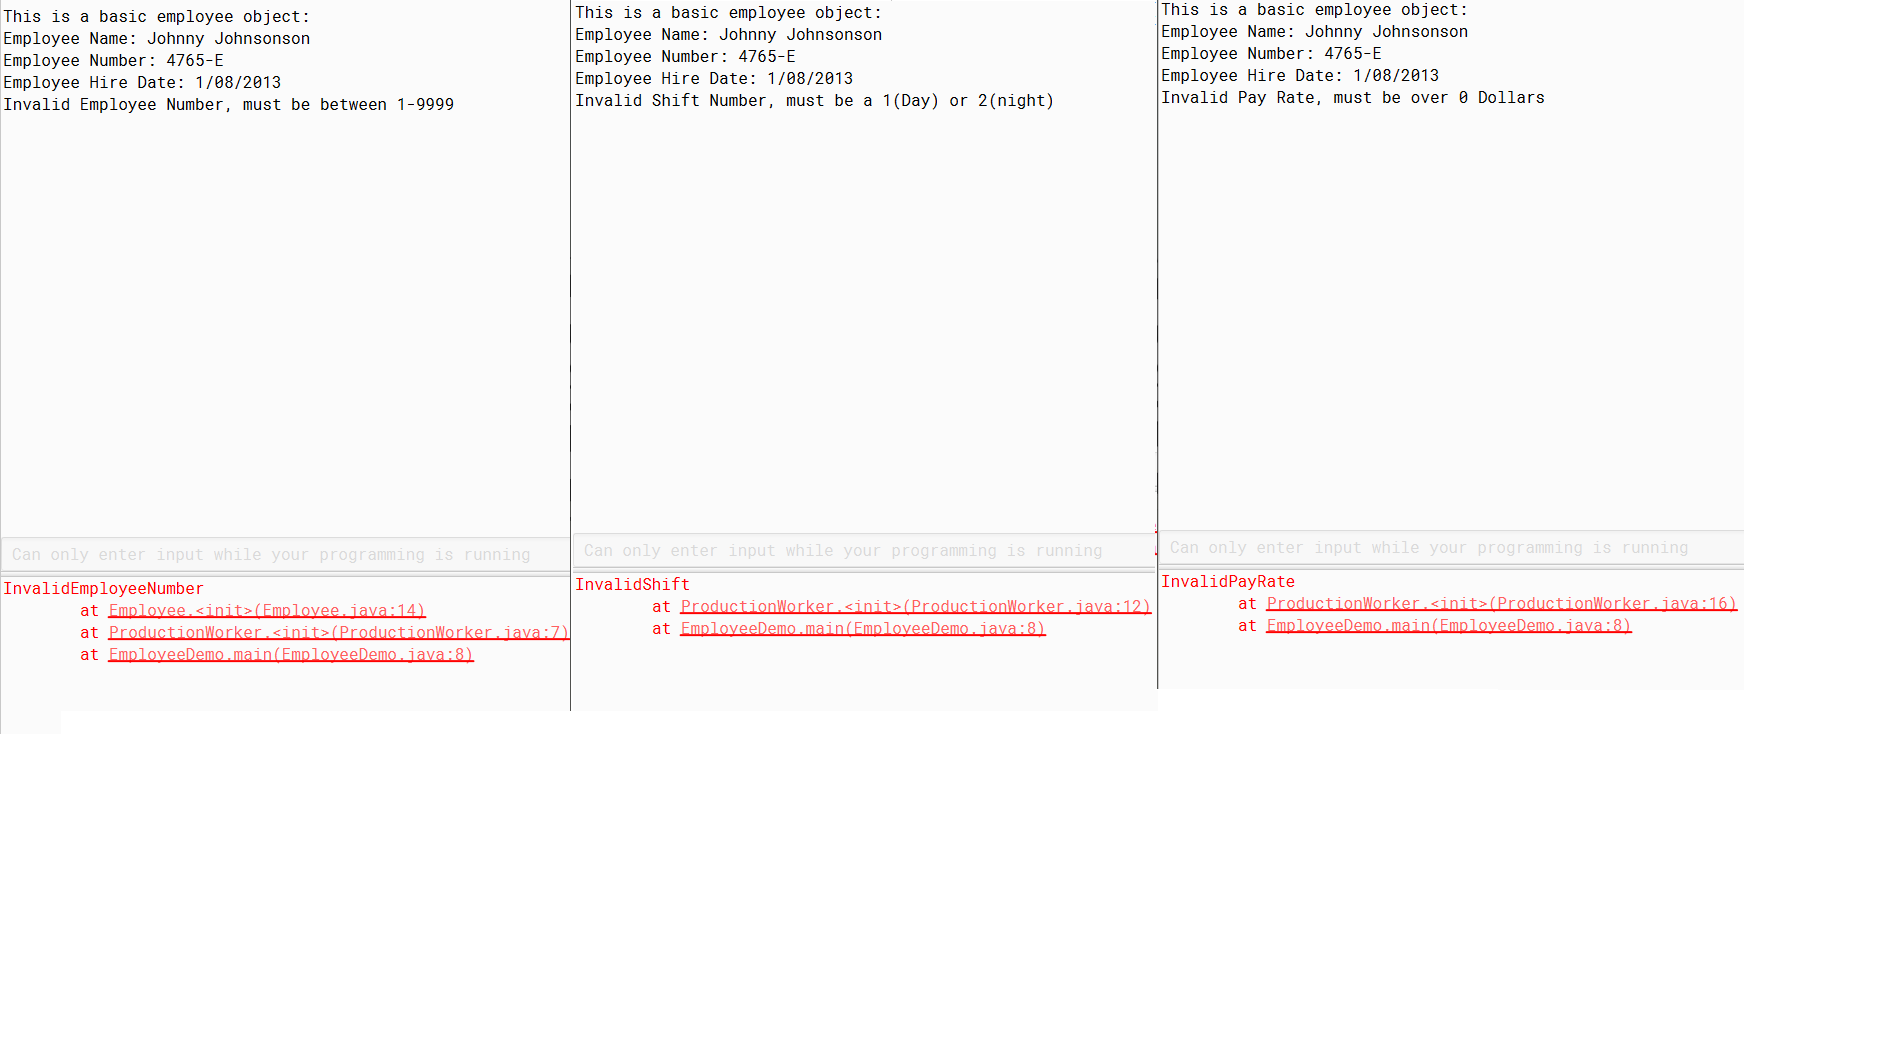 This is a basic employee object:
Employee Name: Johnny Johnsonson
Employee Number: 4765-E
Employee Hire Date: 1/08/2013
Invalid Employee Number, must be between 1-9999
Can only enter input while your programming is running
InvalidEmployeeNumber
at Employee.<init>(Employee.java:14)
at ProductionWorker.<init>(ProductionWorker.java:7)
at EmployeeDemo.main(EmployeeDemo.java:8)
This is a basic employee object:
Employee Name: Johnny Johnsonson
Employee Number: 4765-E
Employee Hire Date: 1/08/2013
Invalid Shift Number, must be a 1(Day) or 2(night)
Can only enter input while your programming is running
InvalidShift
at ProductionWorker.<init>(ProductionWorker.java:12)
at EmployeeDemo.main(EmployeeDemo.java:8)
This is a basic employee object:
Employee Name: Johnny Johnsonson
Employee Number: 4765-E
Employee Hire Date: 1/08/2013
Invalid Pay Rate, must be over 0 Dollars
Can only enter input while your programming is running
InvalidPayRate
at ProductionWorker.<init>(ProductionWorker.java:16)
at EmployeeDemo.main(EmployeeDemo.java:8)